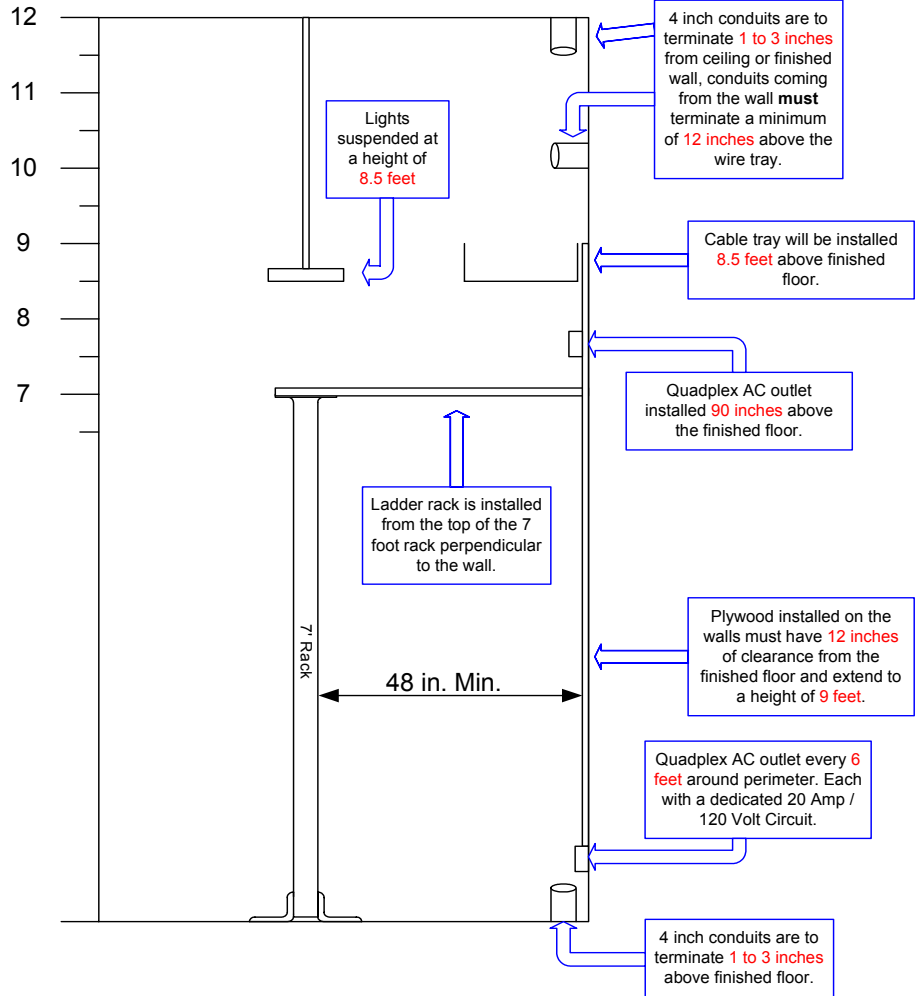 12
11
10
9
8
7
4 inch conduits are to
terminate 1 to 3 inches
from ceiling or finished
wall, conduits coming
from the wall must
terminate a minimum
of 12 inches above the
wire tray.
Lights
suspended at
a height of
8.5 feet
Cable tray will be installed
8.5 feet above finished
floor.
Quadplex AC outlet
installed 90 inches above
the finished floor.
Ladder rack is installed
from the top of the 7
foot rack perpendicular
to the wall.
7' Rack
48 in. Min.
Plywood installed on the
walls must have 12 inches
of clearance from the
finished floor and extend to
a height of 9 feet.
Quadplex AC outlet every 6
feet around perimeter. Each
with a dedicated 20 Amp /
120 Volt Circuit.
4 inch conduits are to
terminate 1 to 3 inches
above finished floor.